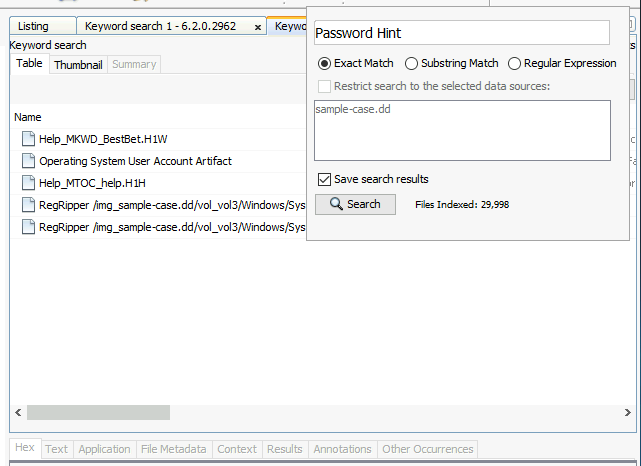 Listing
Keyword search 1 - 6.2.0.2962 x
Keyword search
Table Thumbnail Summary
Name
Help_MKWD_BestBet.H1W
Operating System User Account Artifact
Help_MTOC_help.H1H
RegRipper /img_sample-case.dd/vol_vol3/Windows/Sys
RegRipper /img_sample-case.dd/vol_vol3/Windows/Sys
Password Hint
Exact Match Substring Match Regular Expression
Restrict search to the selected data sources:
sample-case.dd
Save search results
Search Files Indexed: 29,998
Hex Text Application File Metadata Context Results Annotations Other Occurrences